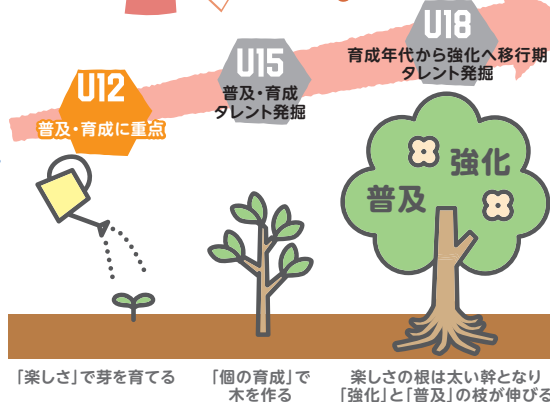 U12
普及・育成に重点
U15
普及・育成
タレント発掘
U18
育成年代から強化へ移行期
タレント発掘
強化
普及
「楽しさ」で芽を育てる
「個の育成」で
木を作る
楽しさの根は太い幹となり
「強化」と「普及」の枝が伸びる